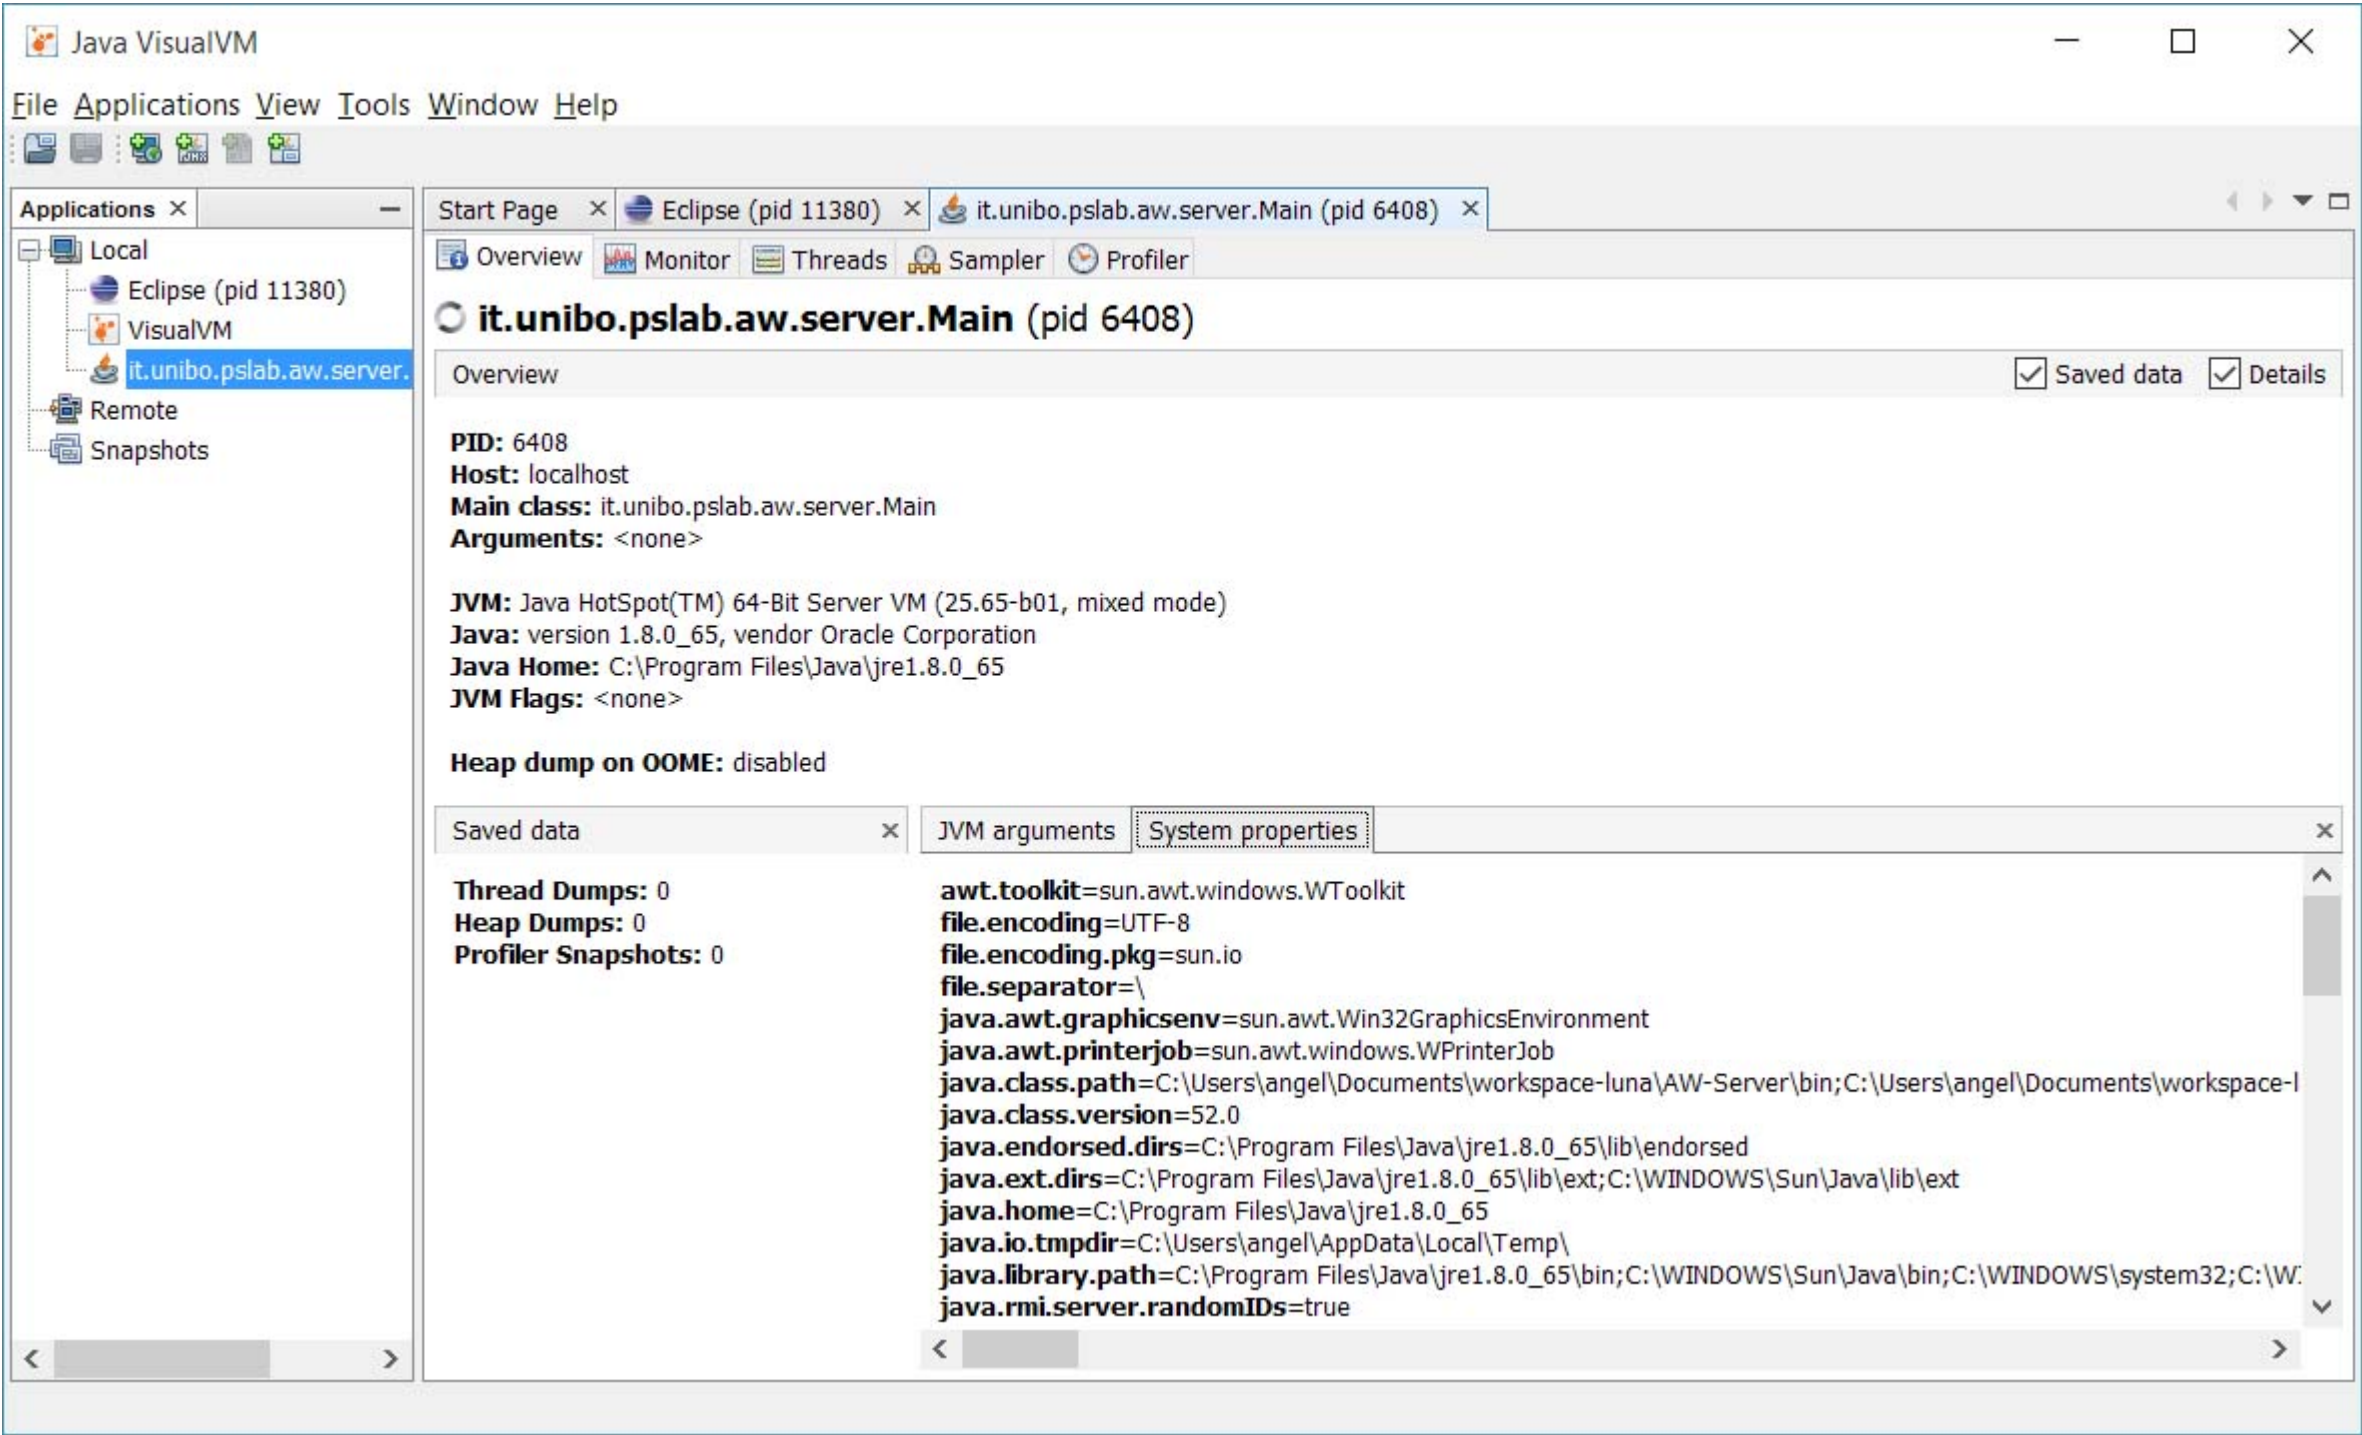 Java VisualVM
File Applications View Tools Window Help
Applications
Local
Eclipse (pid 11380)
VisualVM
it.unibo.pslab.aw.server.
Remote
Snapshots
Start Page Eclipse (pid 11380) it.unibo.pslab.aw.server.Main (pid 6408)
Overview Monitor Threads Sampler Profiler
it.unibo.pslab.aw.server.Main (pid 6408)
Overview Saved data Details
PID: 6408
Host: localhost
Main class: it.unibo.pslab.aw.server.Main
Arguments: <none>
JVM: Java HotSpot(TM) 64-Bit Server VM (25.65-b01, mixed mode)
Java: version 1.8.0_65, vendor Oracle Corporation
Java Home: C:\Program Files\Java\jre1.8.0_65
JVM Flags: <none>
Heap dump on OOME: disabled
Saved data
Thread Dumps: 0
Heap Dumps: 0
Profiler Snapshots: 0
JVM arguments System properties
awt.toolkit=sun.awt.windows.WToolkit
file.encoding=UTF-8
file.encoding.pkg=sun.io
file.separator=\
java.awt.graphicsenv=sun.awt.Win32GraphicsEnvironment
java.awt.printerjob=sun.awt.windows.WPrinterJob
java.class.path=C:\Users\angel\Documents\workspace-luna\AW-Server\bin;C:\Users\angel\Documents\workspace-l
java.class.version=52.0
java.endorsed.dirs=C:\Program Files\Java\jre1.8.0_65\lib\endorsed
java.ext.dirs=C:\Program Files\Java\jre1.8.0_65\lib\ext;C:\WINDOWS\Sun\Java\lib\ext
java.home=C:\Program Files\Java\jre1.8.0_65
java.io.tmpdir=C:\Users\angel\AppData\Local\Temp\
java.library.path=C:\Program Files\Java\jre1.8.0_65\bin;C:\WINDOWS\Sun\Java\bin;C:\WINDOWS\system32;C:\W
java.rmi.server.randomIDs=true